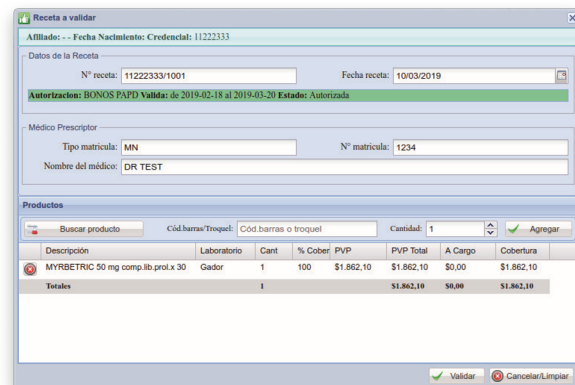 Receta a validar
Afiliado: - - Fecha Nacimiento: Credencial: 11222333
Datos de la Receta
N° receta: 11222333/1001 Fecha receta: 10/03/2019
Autorizacion: BONOS PAPD Valida: de 2019-02-18 al 2019-03-20 Estado: Autorizada
Médico Prescriptor
Tipo matricula: MN N° matricula: 1234
Nombre del médico: DR TEST
Productos
Buscar producto Cód.barras/Troquel: Cód.barras o troquel Cantidad: 1 Agregar
Descripción Laboratorio Cant % Cober PVP PVP Total A Cargo Cobertura
MYRBETRIC 50 mg comp.lib.prol.x 30 Gador 1 100 $1.862,10 $1.862,10 $0,00 $1.862,10
Totales 1 $1.862,10 $0,00 $1.862,10
Validar Cancelar/Limpiar